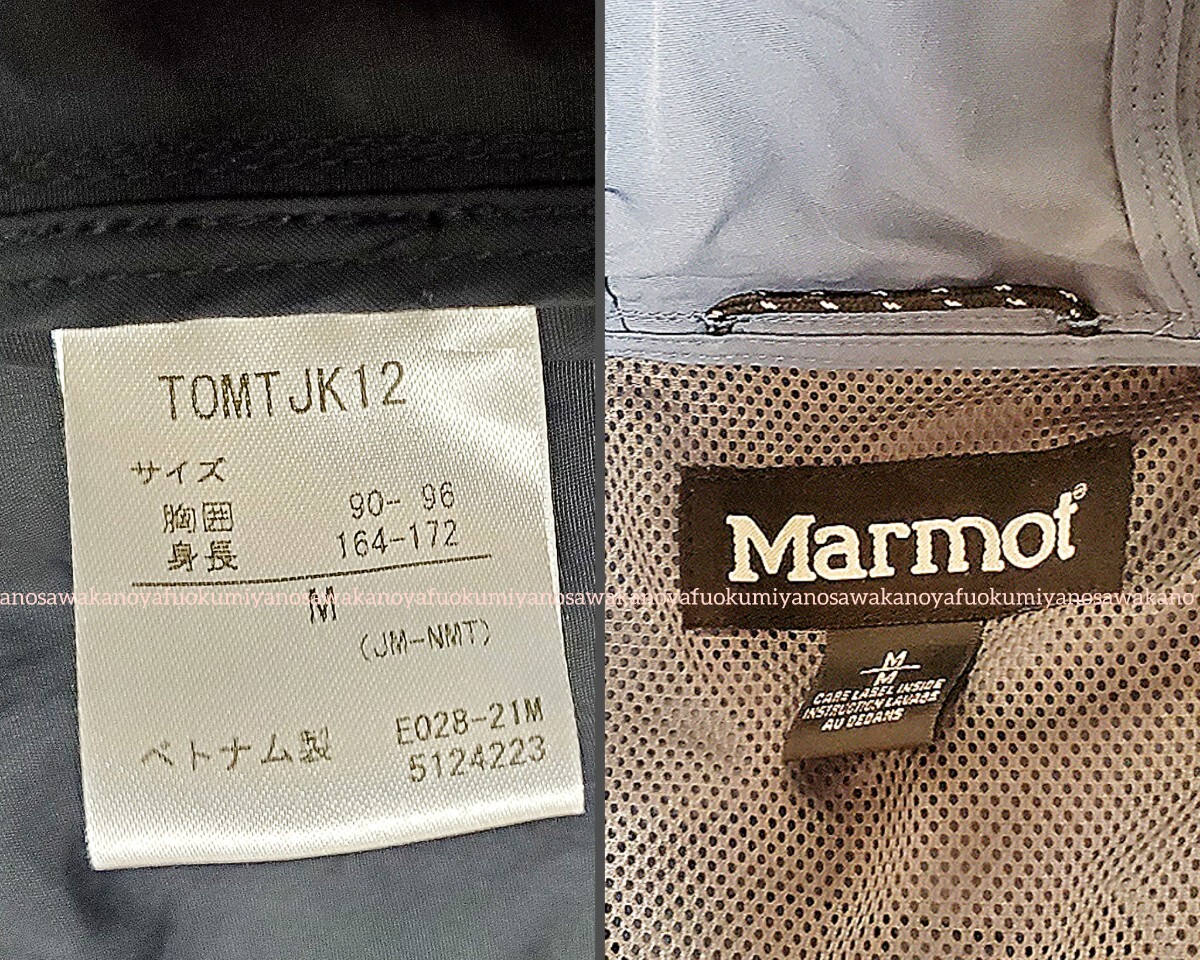 TOMTJK12
サイズ
胸囲 90- 96
身長 164-172
M
(JM-NMT)
ベトナム製 E028-21M
5124223
Marmot®
M
M
CARE LABEL INSIDE
INSTRUCTION LAVAGE
AU DEDANS
anosawakanoyafuokumiyanosawakanoyafuokumiyanosawakanoyafuokumiyanosawakano